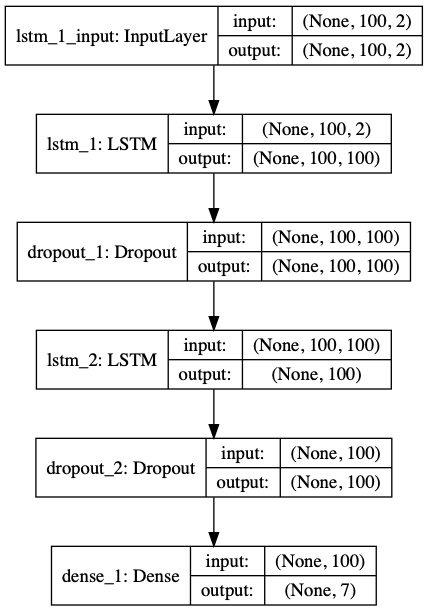 lstm_1_input: InputLayer
input: (None, 100, 2)
output: (None, 100, 2)
lstm_1: LSTM
input: (None, 100, 2)
output: (None, 100, 100)
dropout_1: Dropout
input: (None, 100, 100)
output: (None, 100, 100)
lstm_2: LSTM
input: (None, 100, 100)
output: (None, 100)
dropout_2: Dropout
input: (None, 100)
output: (None, 100)
dense_1: Dense
input: (None, 100)
output: (None, 7)